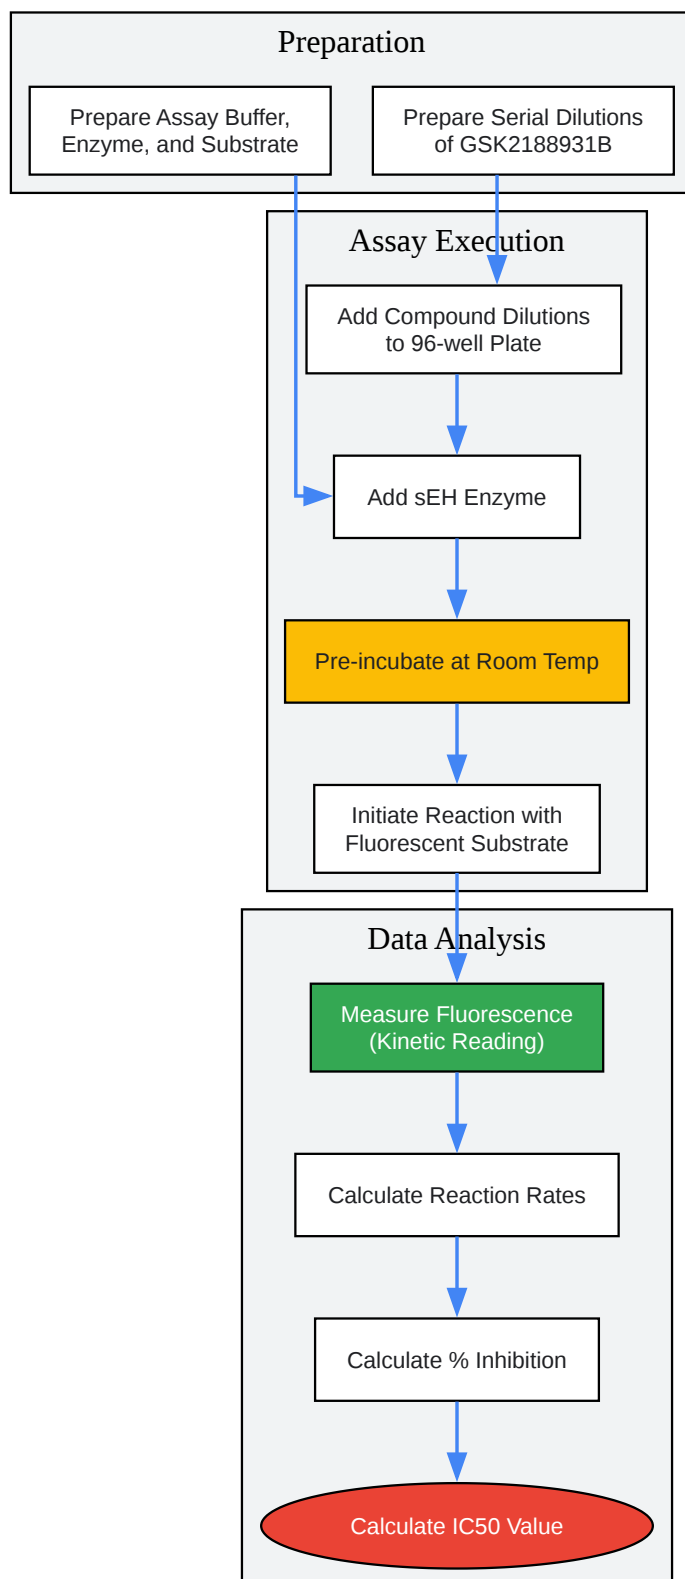 Preparation
Prepare Assay Buffer,
Enzyme, and Substrate
Prepare Serial Dilutions
of GSK2188931B
Assay Execution
Add Compound Dilutions
to 96-well Plate
Add sEH Enzyme
Pre-incubate at Room Temp
Initiate Reaction with
Fluorescent Substrate
Data Analysis
Measure Fluorescence
(Kinetic Reading)
Calculate Reaction Rates
Calculate % Inhibition
Calculate IC50 Value